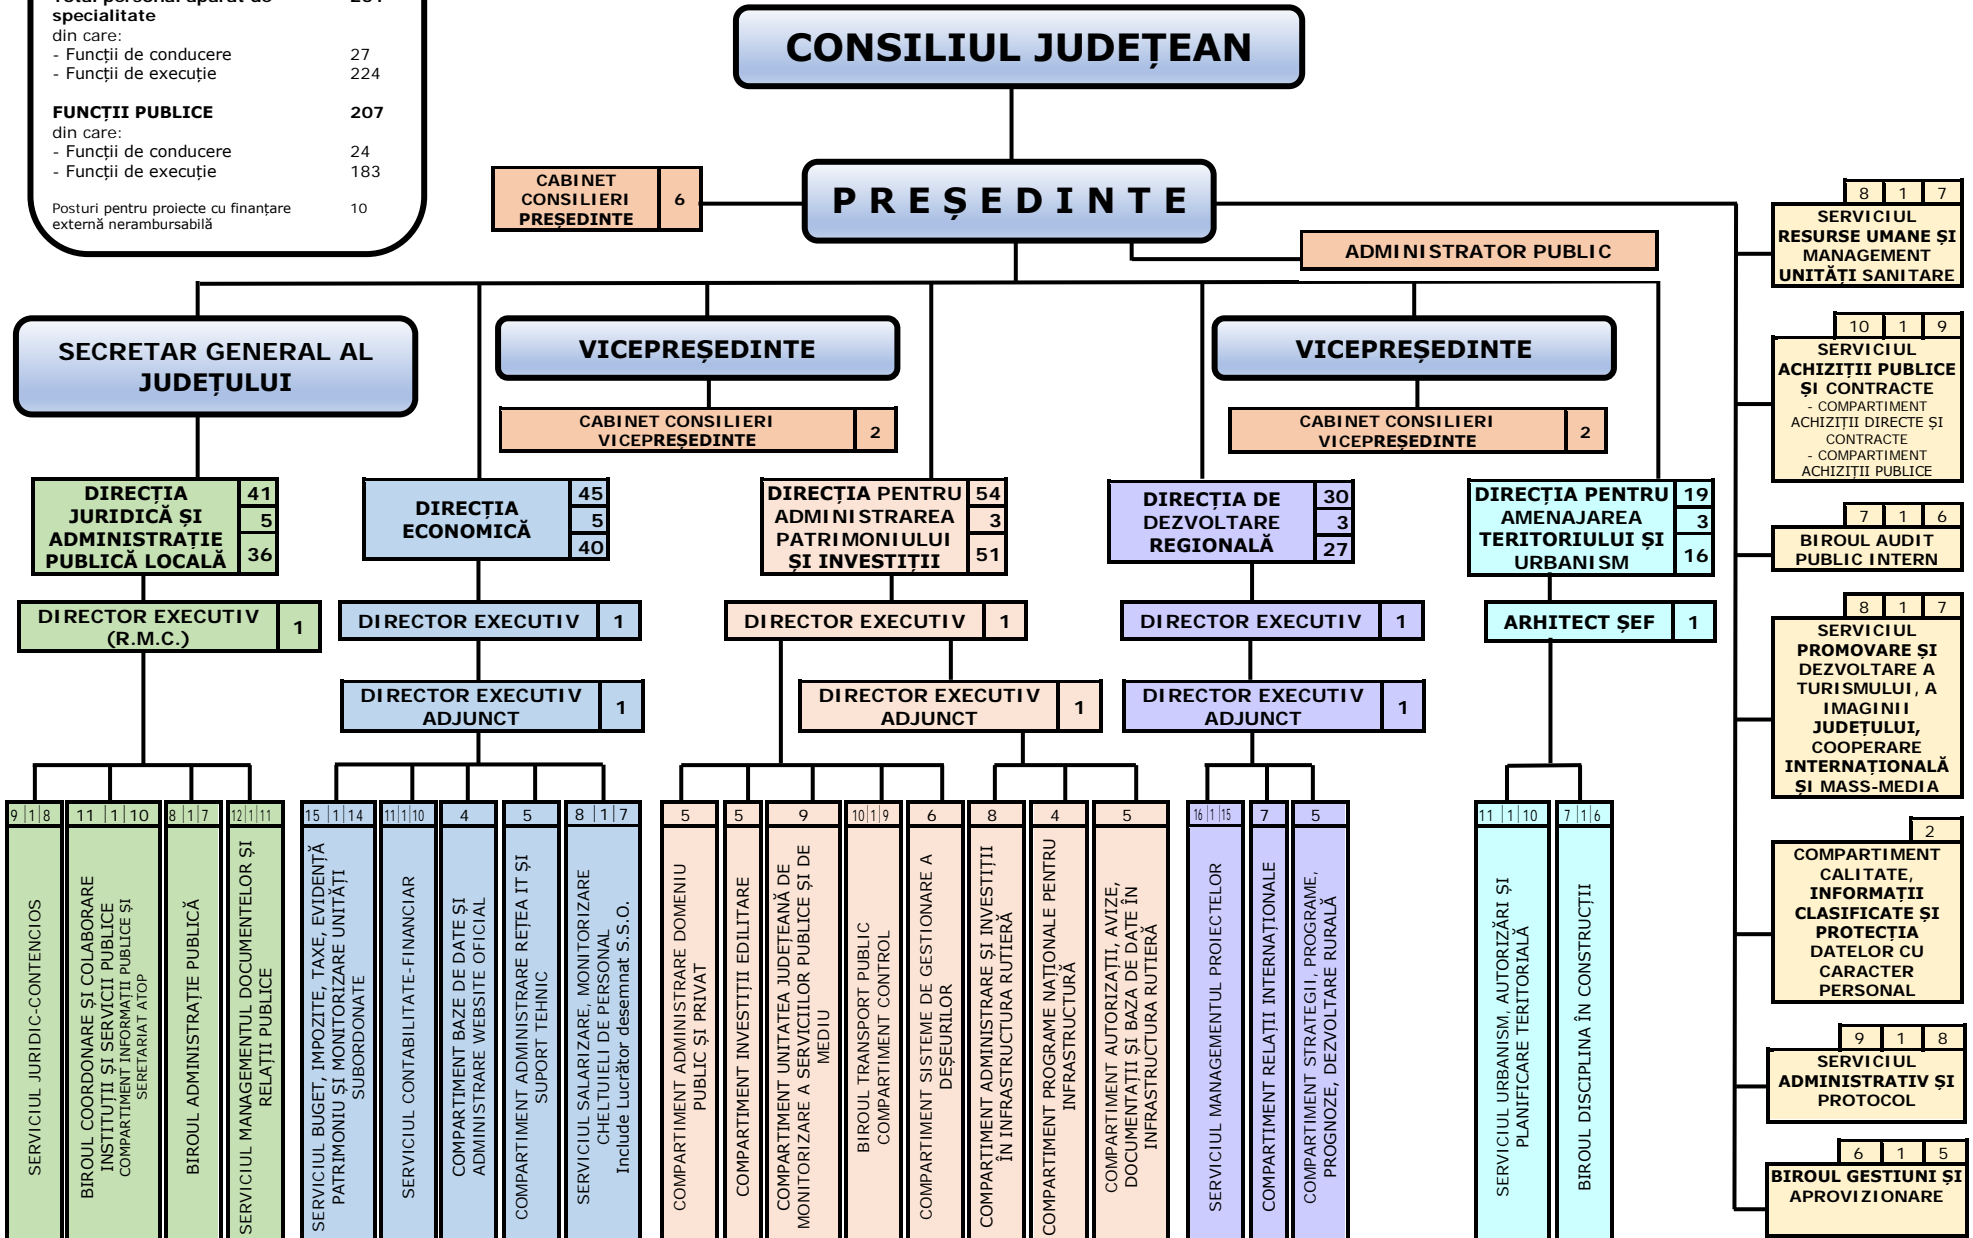 specialitate
din care:
- Funcții de conducere 27
- Funcții de execuție 224
FUNCȚII PUBLICE 207
din care:
- Funcții de conducere 24
- Funcții de execuție 183
Posturi pentru proiecte cu finanțare 10
externă nerambursabilă
CONSILIUL JUDEȚEAN
CABINET
CONSILIERI
PREȘEDINTE
6
PREȘEDINTE
ADMINISTRATOR PUBLIC
SECRETAR GENERAL AL
JUDEȚULUI
VICEPREȘEDINTE
CABINET CONSILIERI
VICEPREȘEDINTE
2
VICEPREȘEDINTE
CABINET CONSILIERI
VICEPREȘEDINTE
2
DIRECȚIA
JURIDICĂ ȘI
ADMINISTRAȚIE
PUBLICĂ LOCALĂ
41
5
36
DIRECȚIA
ECONOMICĂ
45
5
40
DIRECȚIA PENTRU
ADMINISTRAREA
PATRIMONIULUI
ȘI INVESTIȚII
54
3
51
DIRECȚIA DE
DEZVOLTARE
REGIONALĂ
30
3
27
DIRECȚIA PENTRU
AMENAJAREA
TERITORIULUI ȘI
URBANISM
19
3
16
DIRECTOR EXECUTIV
(R.M.C.)
1
DIRECTOR EXECUTIV 1
DIRECTOR EXECUTIV 1
DIRECTOR EXECUTIV 1
ARHITECT ȘEF 1
DIRECTOR EXECUTIV
ADJUNCT
1
DIRECTOR EXECUTIV
ADJUNCT
1
DIRECTOR EXECUTIV
ADJUNCT
1
9 1 8
SERVICIUL JURIDIC-CONTENCIOS
11 1 10
BIROUL COORDONARE ȘI COLABORARE
INSTITUȚII ȘI SERVICII PUBLICE
COMPARTIMENT INFORMAȚII PUBLICE ȘI
SERETARIAT ATOP
8 1 7
BIROUL ADMINISTRAȚIE PUBLICĂ
12 1 11
SERVICIUL MANAGEMENTUL DOCUMENTELOR ȘI
RELAȚII PUBLICE
15 1 14
SERVICIUL BUGET, IMPOZITE, TAXE, EVIDENȚĂ
PATRIMONIU ȘI MONITORIZARE UNITĂȚI
SUBORDONATE
11 1 10
SERVICIUL CONTABILITATE-FINANCIAR
4
COMPARTIMENT BAZE DE DATE ȘI
ADMINISTRARE WEBSITE OFICIAL
5
COMPARTIMENT ADMINISTRARE REȚEA IT ȘI
SUPORT TEHNIC
8 1 7
SERVICIUL SALARIZARE, MONITORIZARE
CHELTUIELI DE PERSONAL
Include Lucrător desemnat S.S.O.
5
COMPARTIMENT ADMINISTRARE DOMENIU
PUBLIC ȘI PRIVAT
5
COMPARTIMENT INVESTIȚII EDILITARE
9
COMPARTIMENT UNITATEA JUDEȚEANĂ DE
MONITORIZARE A SERVICIILOR PUBLICE ȘI DE
MEDIU
10 1 9
BIROUL TRANSPORT PUBLIC
COMPARTIMENT CONTROL
6
COMPARTIMENT SISTEME DE GESTIONARE A
DEȘEURILOR
8
COMPARTIMENT ADMINISTRARE ȘI INVESTIȚII
ÎN INFRASTRUCTURA RUTIERĂ
4
COMPARTIMENT PROGRAME NAȚIONALE PENTRU
INFRASTRUCTURĂ
5
COMPARTIMENT AUTORIZAȚII, AVIZE,
DOCUMENTAȚII ȘI BAZA DE DATE ÎN
INFRASTRUCTURA RUTIERĂ
16 1 15
SERVICIUL MANAGEMENTUL PROIECTELOR
7
COMPARTIMENT RELAȚII INTERNAȚIONALE
5
COMPARTIMENT STRATEGII, PROGRAME,
PROGNOZE, DEZVOLTARE RURALĂ
11 1 10
SERVICIUL URBANISM, AUTORIZĂRI ȘI
PLANIFICARE TERITORIALĂ
7 1 6
BIROUL DISCIPLINA ÎN CONSTRUCȚII
8 1 7
SERVICIUL
RESURSE UMANE ȘI
MANAGEMENT
UNITĂȚI SANITARE
10 1 9
SERVICIUL
ACHIZIȚII PUBLICE
ȘI CONTRACTE
- COMPARTIMENT
ACHIZIȚII DIRECTE ȘI
CONTRACTE
- COMPARTIMENT
ACHIZIȚII PUBLICE
7 1 6
BIROUL AUDIT
PUBLIC INTERN
8 1 7
SERVICIUL
PROMOVARE ȘI
DEZVOLTARE A
TURISMULUI, A
IMAGINII
JUDEȚULUI,
COOPERARE
INTERNAȚIONALĂ
ȘI MASS-MEDIA
2
COMPARTIMENT
CALITATE,
INFORMAȚII
CLASIFICATE ȘI
PROTECȚIA
DATELOR CU
CARACTER
PERSONAL
9 1 8
SERVICIUL
ADMINISTRATIV ȘI
PROTOCOL
6 1 5
BIROUL GESTIUNI ȘI
APROVIZIONARE